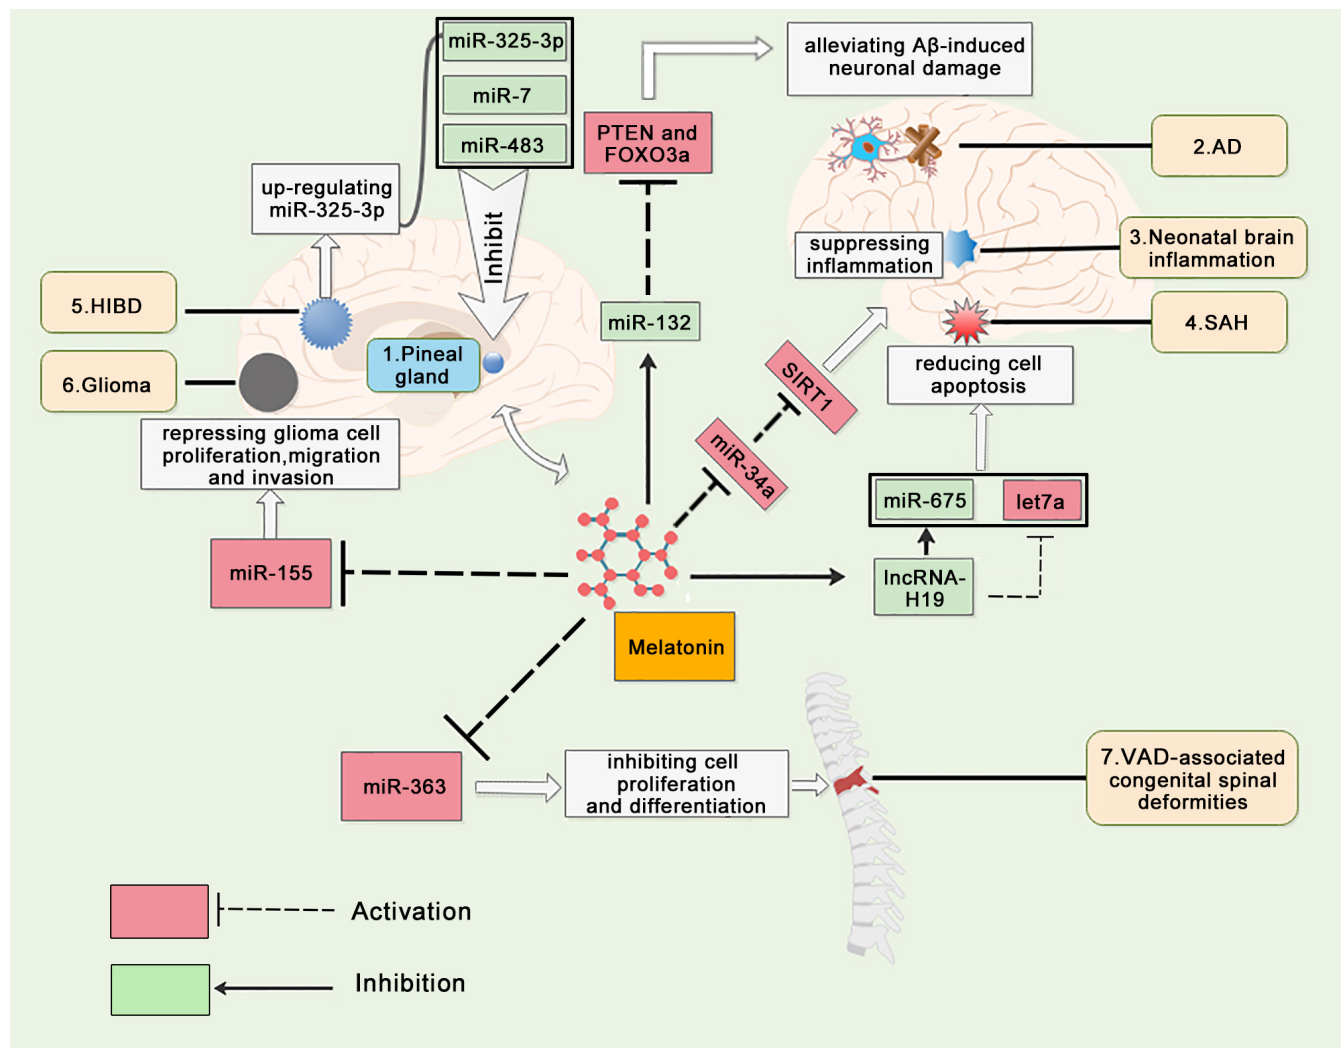 miR-325-3p
miR-7
miR-483
alleviating Aβ-induced
neuronal damage
PTEN and
FOXO3a
2.AD
up-regulating
miR-325-3p
Inhibit
suppressing
inflammation
3.Neonatal brain
inflammation
5.HIBD
miR-132
4.SAH
1.Pineal
gland
6.Glioma
SIRT1
reducing cell
apoptosis
repressing glioma cell
proliferation,migration
and invasion
miR-34a
miR-675
let7a
miR-155
lncRNA-
H19
Melatonin
miR-363
inhibiting cell
proliferation
and differentiation
7.VAD-associated
congenital spinal
deformities
Activation
Inhibition